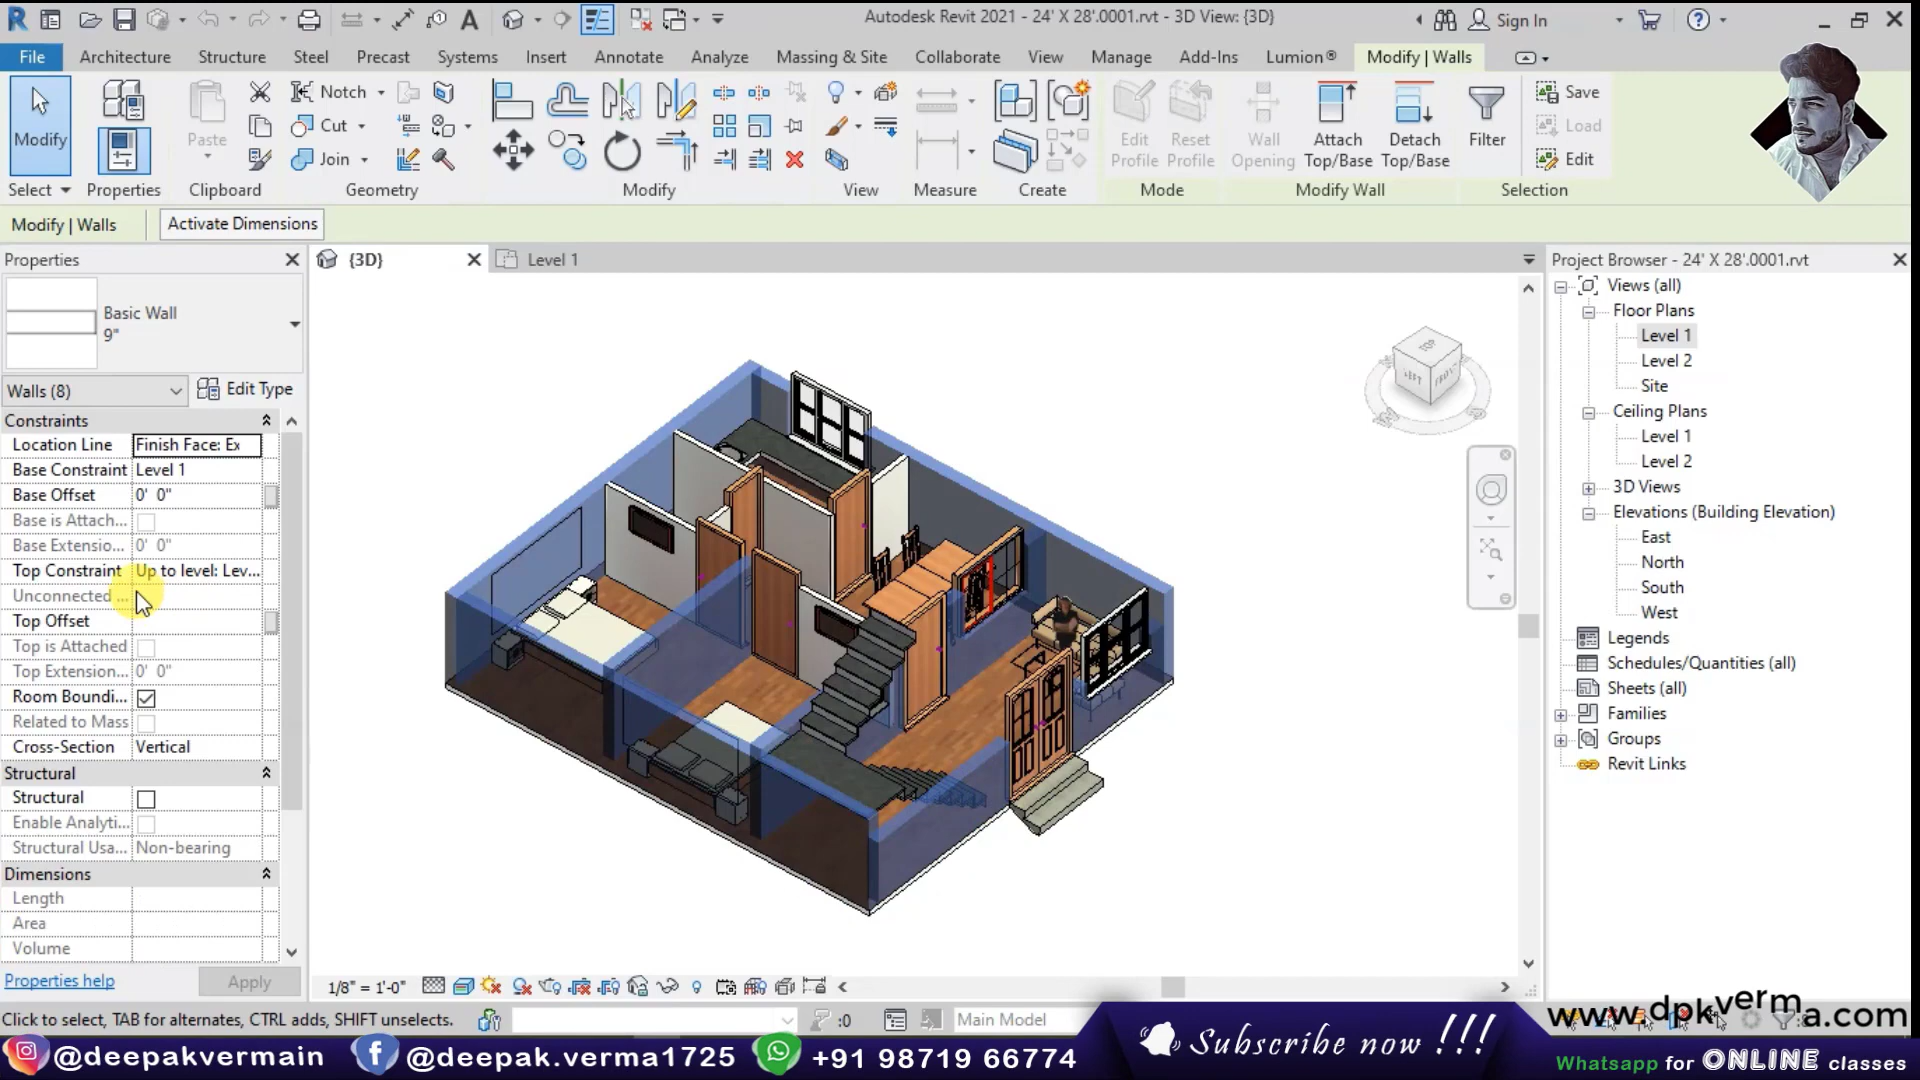 Autodesk Revit 2021 - 24' X 28'.0001.rvt - 3D View: {3D}
Sign In
File Architecture Structure Steel Precast Systems Insert Annotate Analyze Massing & Site Collaborate View Manage Add-Ins Lumion® Modify | Walls
Modify
Paste
Notch
Cut
Join
Edit Profile
Reset Profile
Wall Opening
Attach Top/Base
Detach Top/Base
Filter
Save
Load
Edit
Select Properties Clipboard Geometry Modify View Measure Create Mode Modify Wall Selection
Modify | Walls Activate Dimensions
Properties
Basic Wall
9"
Walls (8) Edit Type
Constraints
Location Line Finish Face: Ex
Base Constraint Level 1
Base Offset 0' 0"
Base is Attach...
Base Extensio... 0' 0"
Top Constraint Up to level: Lev...
Unconnected ...
Top Offset
Top is Attached
Top Extension... 0' 0"
Room Boundi...
Related to Mass
Cross-Section Vertical
Structural
Structural
Enable Analyti...
Structural Usa... Non-bearing
Dimensions
Length
Area
Volume
Properties help Apply
{3D} Level 1
TOP
LEFT
FRONT
1/8" = 1'-0"
Project Browser - 24' X 28'.0001.rvt
Views (all)
Floor Plans
Level 1
Level 2
Site
Ceiling Plans
Level 1
Level 2
3D Views
Elevations (Building Elevation)
East
North
South
West
Legends
Schedules/Quantities (all)
Sheets (all)
Families
Groups
Revit Links
Click to select, TAB for alternates, CTRL adds, SHIFT unselects.
:0
Main Model
www.dpkverma.com
@deepakvermain @deepak.verma1725 +91 98719 66774
Subscribe now !!!
Whatsapp for ONLINE classes